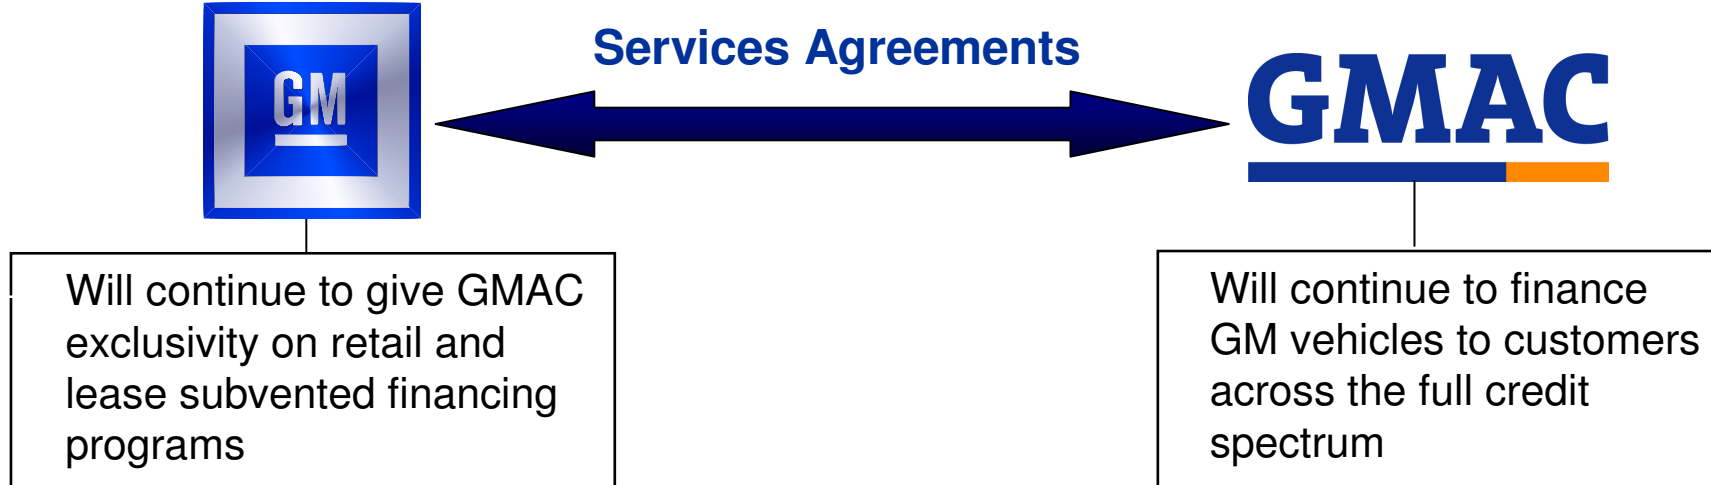 GM
Services Agreements
GMAC
Will continue to give GMAC
exclusivity on retail and
lease subvented financing
programs
Will continue to finance
GM vehicles to customers
across the full credit
spectrum